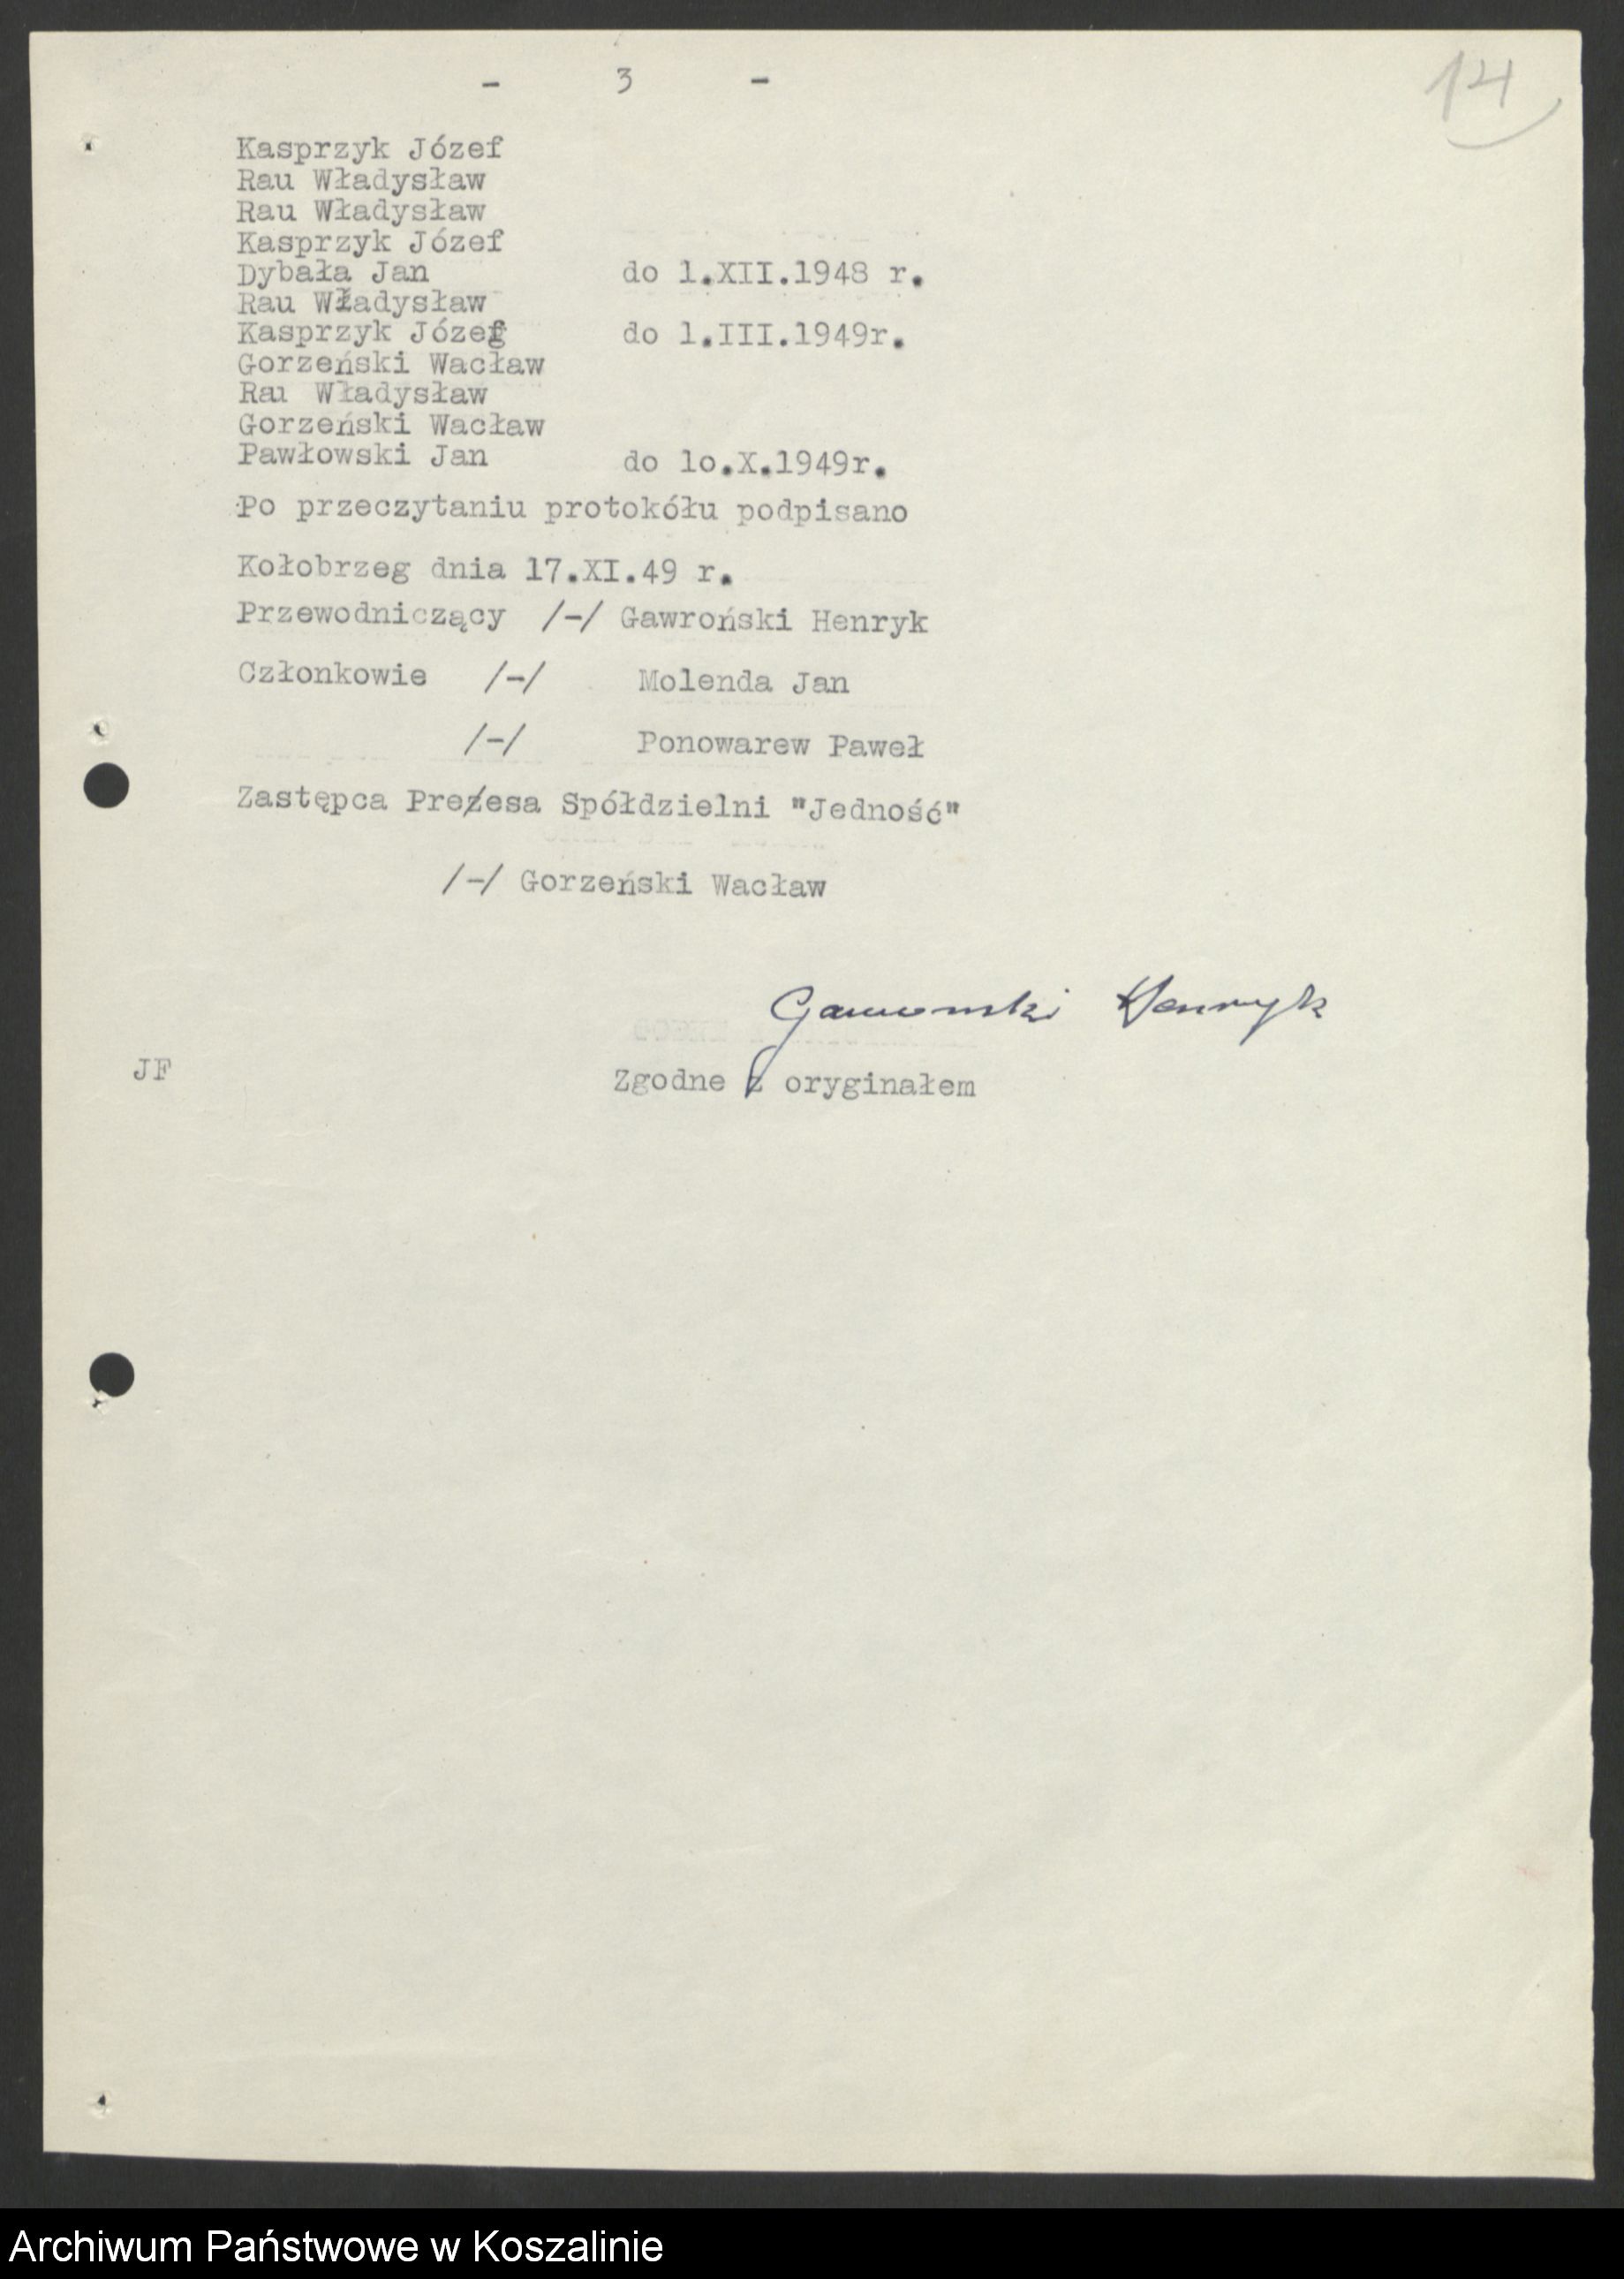 - 3 -
14
Kasprzyk Józef
Rau Władysław
Rau Władysław
Kasprzyk Józef
Dybała Jan do 1.XII.1948 r.
Rau Władysław
Kasprzyk Józef do 1.III.1949r.
Gorzeński Wacław
Rau Władysław
Gorzeński Wacław
Pawłowski Jan do 1o.X.1949r.
Po przeczytaniu protokółu podpisano
Kołobrzeg dnia 17.XI.49 r.
Przewodniczący /-/ Gawroński Henryk
Członkowie /-/ Molenda Jan
/-/ Ponowarew Paweł
Zastępca Prezesa Spółdzielni "Jedność"
/-/ Gorzeński Wacław
Gawronski Henryk
JF Zgodne z oryginałem
Archiwum Państwowe w Koszalinie